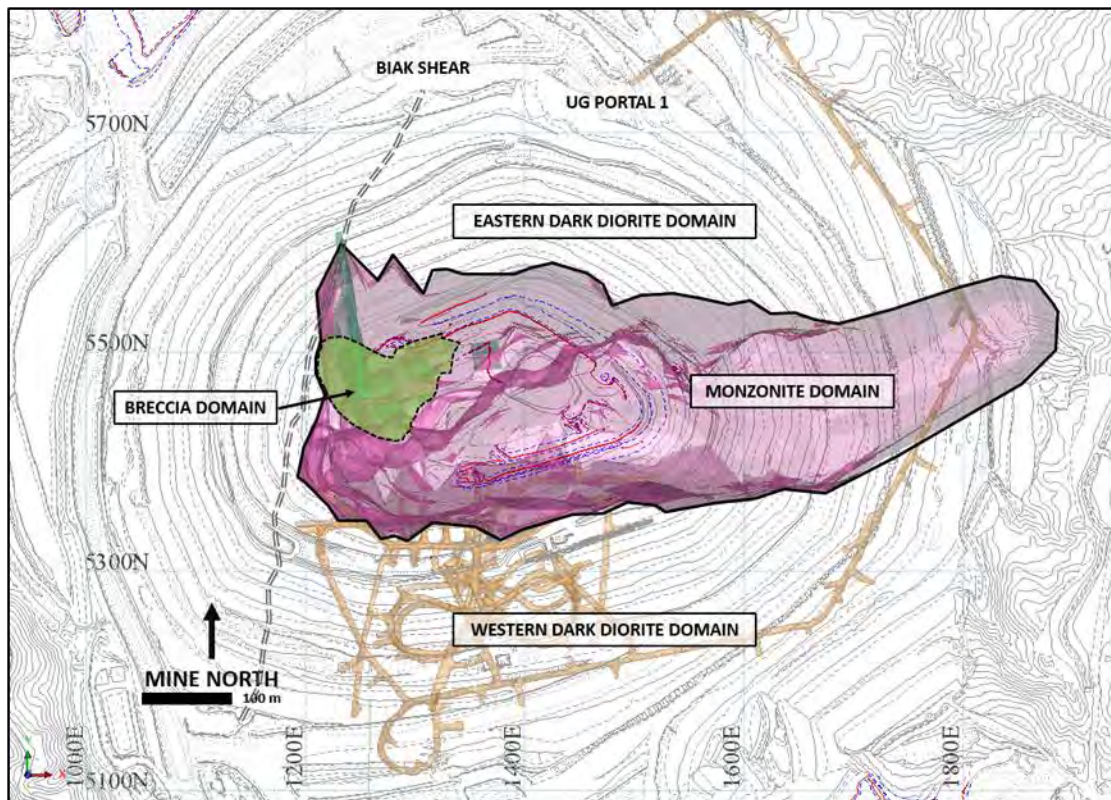 BIAK SHEAR
UG PORTAL 1
5700N
EASTERN DARK DIORITE DOMAIN
5500N
MONZONITE DOMAIN
BRECCIA DOMAIN
5300N
WESTERN DARK DIORITE DOMAIN
MINE NORTH
100 m
5100N
1000E
1200E
1400E
1600E
1800E
Y
X